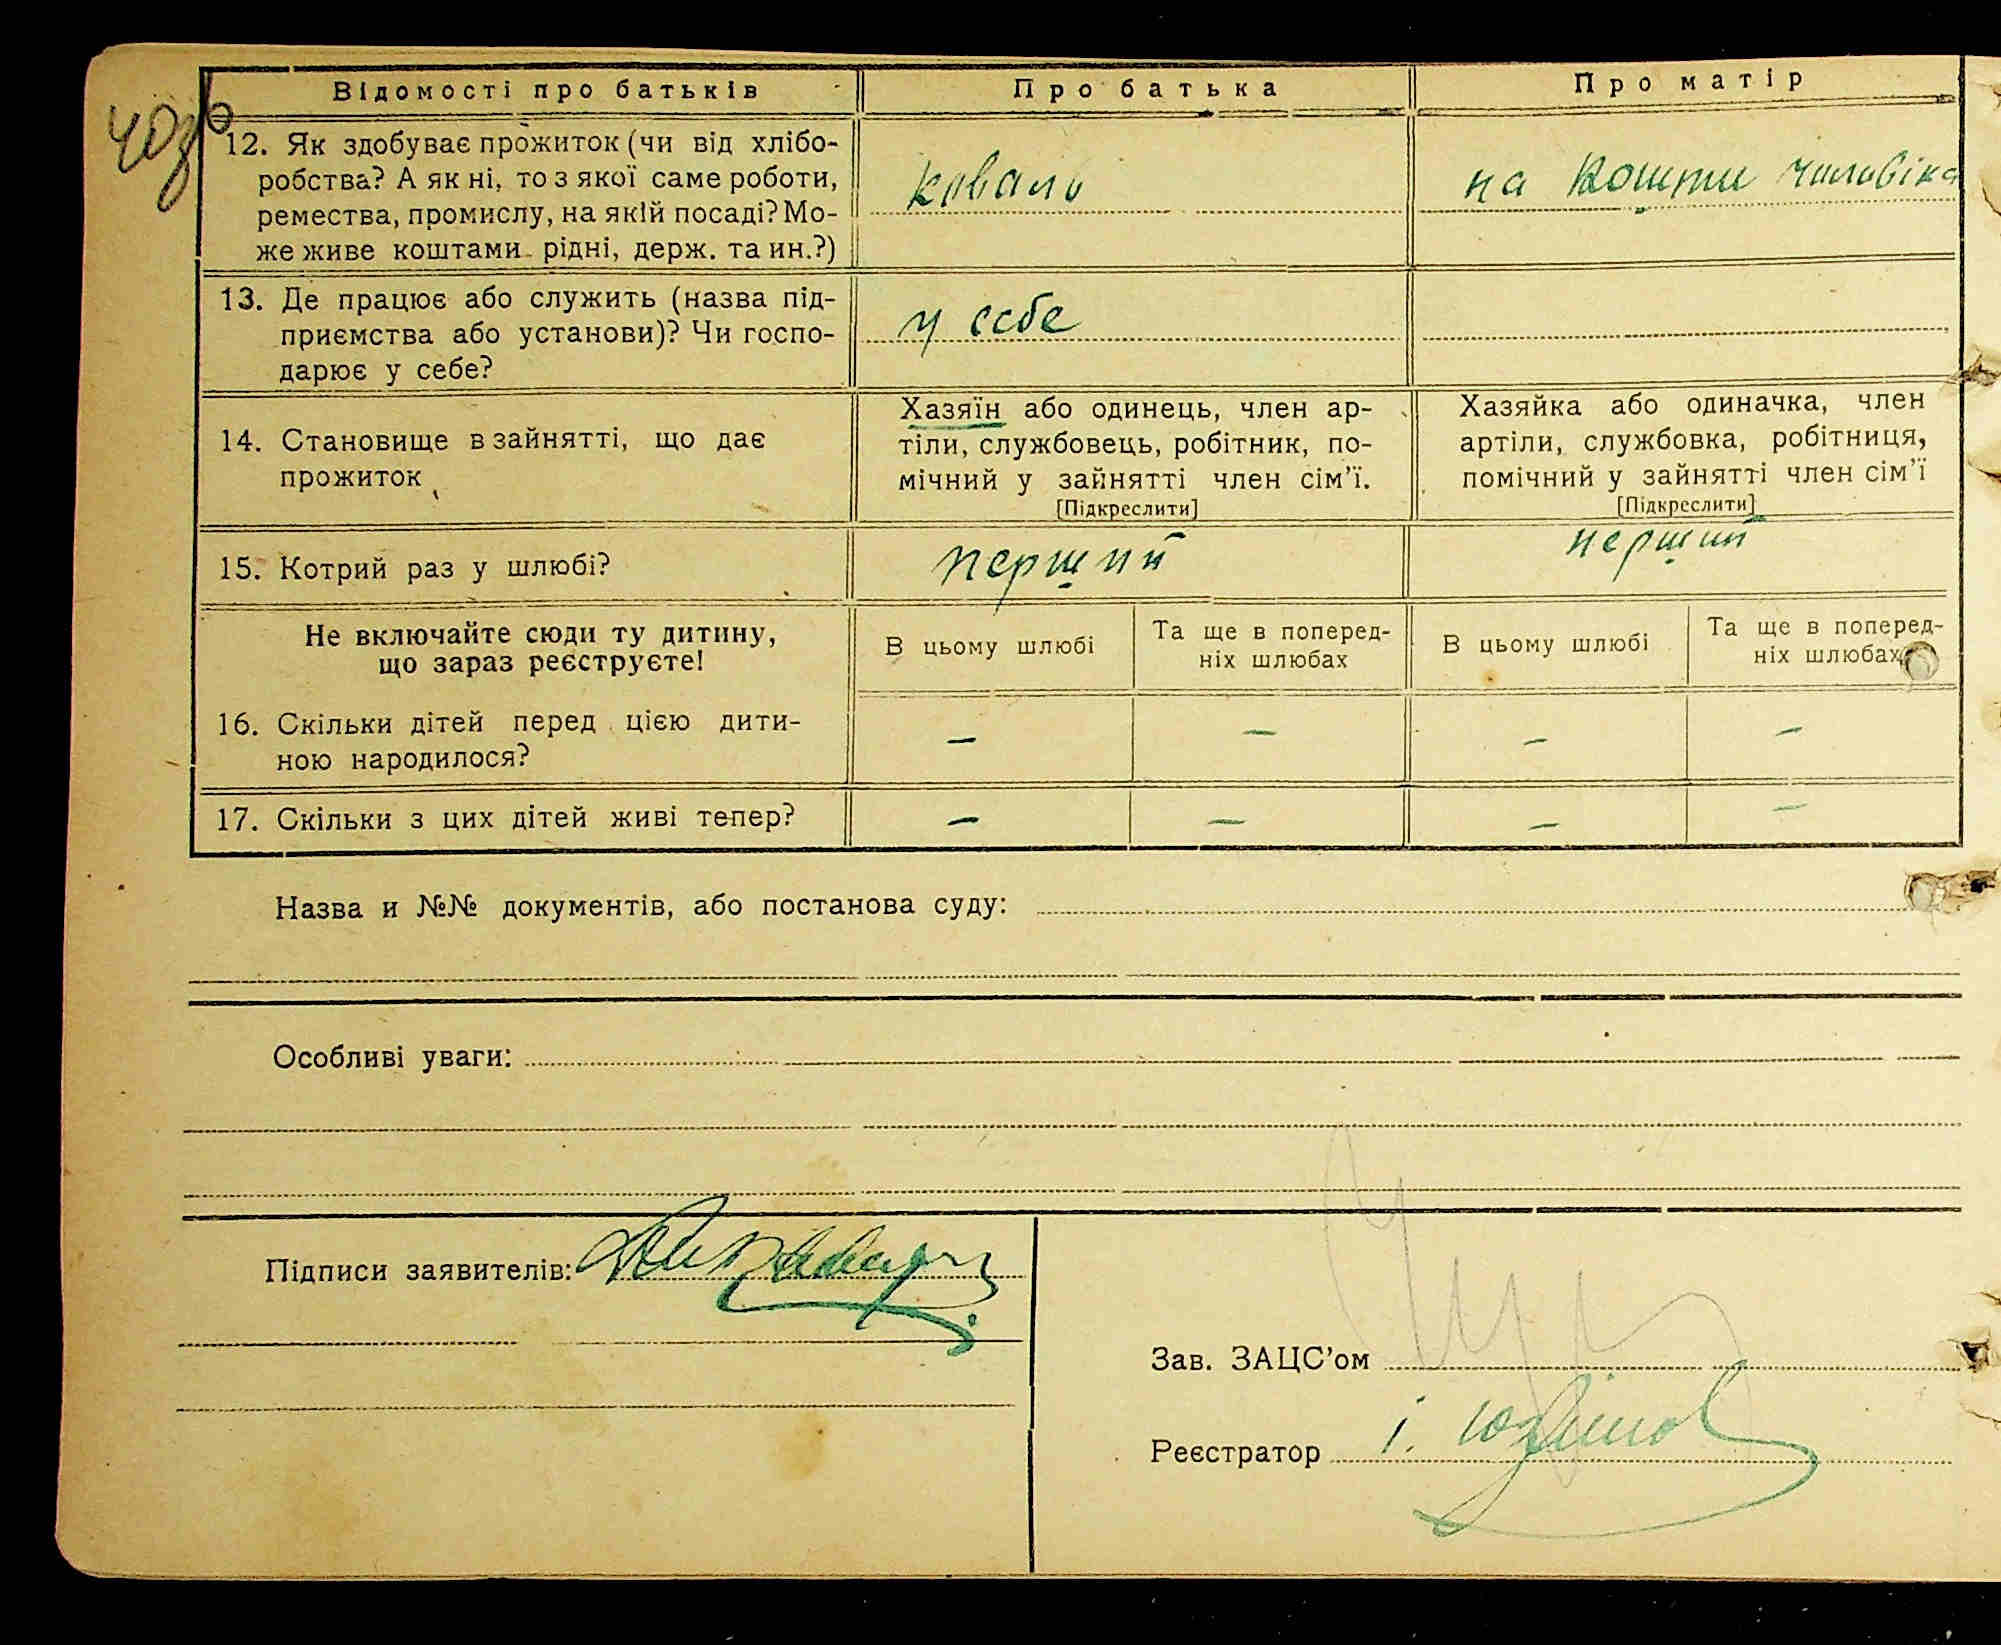 403б
Відомості про батьків
Про батька
Про матір
12. Як здобуває прожиток (чи від хлібо-
робства? А як ні, то з якої саме роботи,
ремества, промислу, на якій посаді? Мо-
же живе коштами рідні, держ. та ин.?)
коваль
на кошти чиловіка
13. Де працює або служить (назва під-
приємства або установи)? Чи госпо-
дарює у себе?
у себе
14. Становище в зайнятті, що дає
прожиток
Хазяїн або одинець, член ар-
тіли, службовець, робітник, по-
мічний у зайнятті член сім’ї.
[Підкреслити]
Хазяйка або одиначка, член
артіли, службовка, робітниця,
помічний у зайнятті член сім’ї
[Підкреслити]
15. Котрий раз у шлюбі?
перший
перший
Не включайте сюди ту дитину,
що зараз реєструєте!
В цьому шлюбі
Та ще в поперед-
ніх шлюбах
В цьому шлюбі
Та ще в поперед-
ніх шлюбах
16. Скільки дітей перед цією дити-
ною народилося?
– – – –
17. Скільки з цих дітей живі тепер?
– – – –
Назва и №№ документів, або постанова суду:
Особливі уваги:
Підписи заявителів:
Зав. ЗАЦС’ом
Реєстратор І.